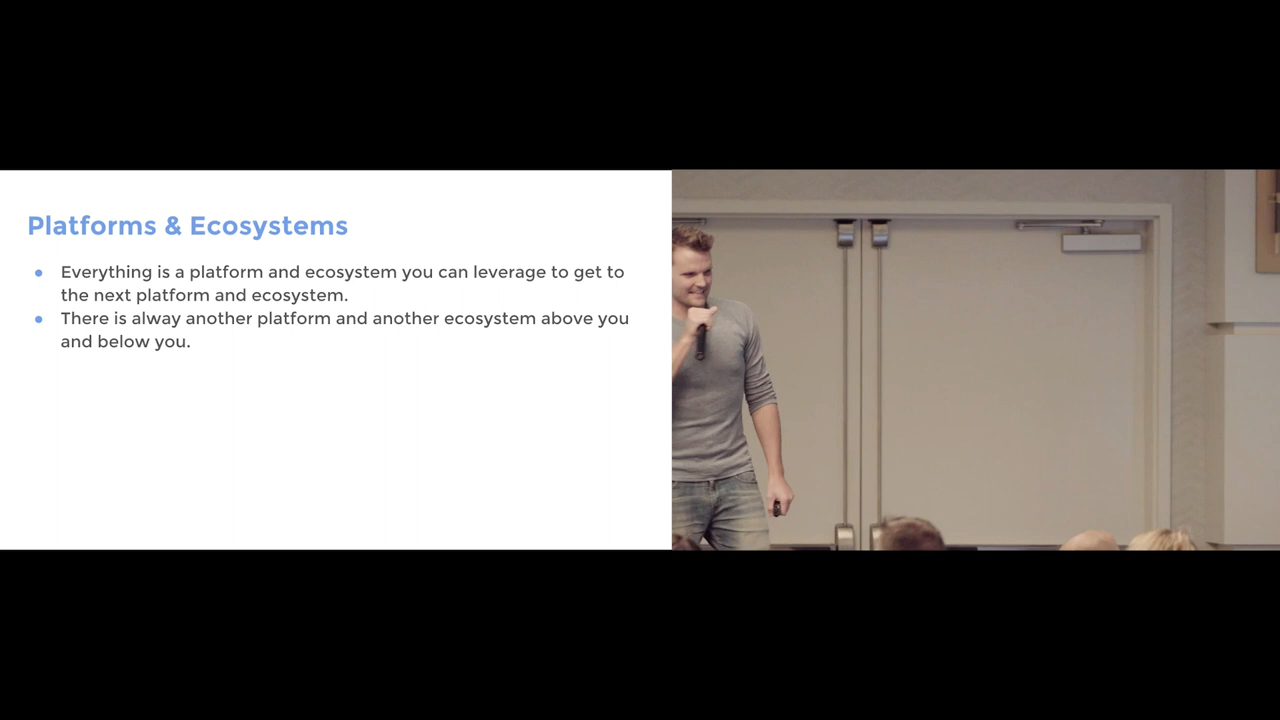 Platforms & Ecosystems
● Everything is a platform and ecosystem you can leverage to get to
the next platform and ecosystem.
● There is alway another platform and another ecosystem above you
and below you.